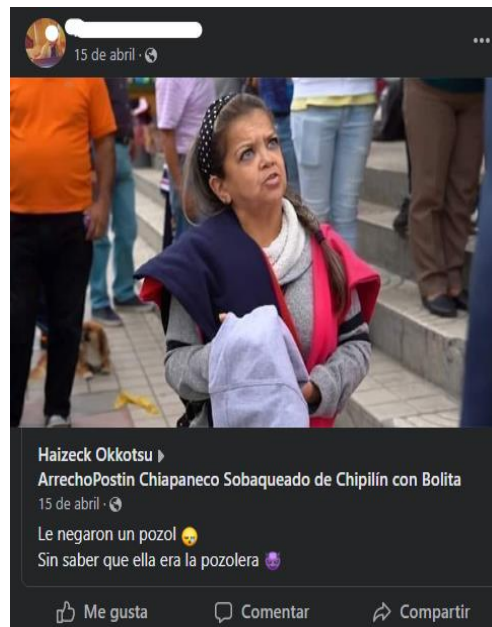 15 de abril ·
Haizeck Okkotsu
ArrechoPostin Chiapaneco Sobaqueado de Chipilín con Bolita
15 de abril ·
Le negaron un pozol 😪
Sin saber que ella era la pozolera 😈
Me gusta
Comentar
Compartir